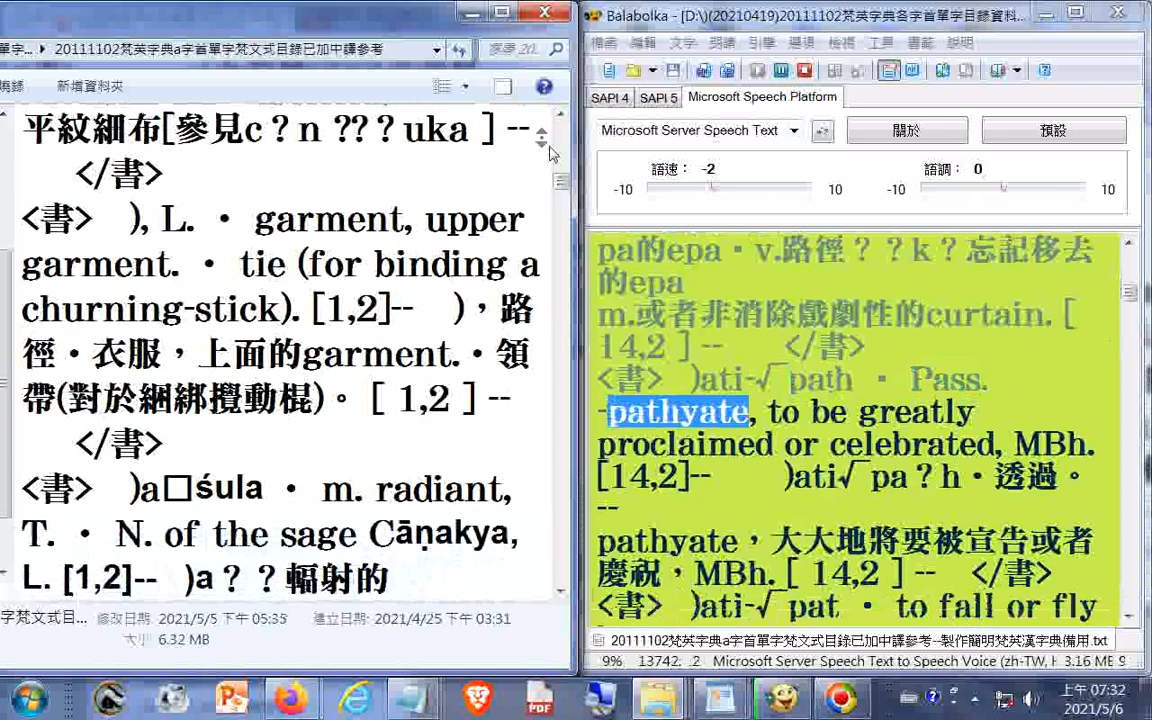 單字... ▸ 20111102梵英字典a字首單字梵文式目錄已加中譯參考
搜尋 20...
燒錄 新增資料夾
平紋細布[參見c？n ??？uka ] --
</書>
<書> ), L. • garment, upper
garment. • tie (for binding a
churning-stick). [1,2]-- )，路
徑•衣服，上面的garment.•領
帶(對於綑綁攪動棍)。 [ 1,2 ] --
</書>
<書> )a□śula • m. radiant,
T. • N. of the sage Cāṇakya,
L. [1,2]-- )a？？輻射的
字梵文式目... 修改日期: 2021/5/5 下午 05:35 建立日期: 2021/4/25 下午 03:31
大小: 6.32 MB
Balabolka - [D:\)(20210419)20111102梵英字典各字首單字目錄資料...
檔案 編輯 文字 朗讀 引擎 選項 檢視 工具 書籤 說明
SAPI 4 SAPI 5 Microsoft Speech Platform
Microsoft Server Speech Text 關於 預設
語速： -2 語調： 0
-10 10 -10 10
pa的epa•v.路徑？？k？忘記移去
的epa
m.或者非消除戲劇性的curtain. [
14,2 ] -- </書>
<書> )ati-√path • Pass.
-pathyate, to be greatly
proclaimed or celebrated, MBh.
[14,2]-- )ati√pa？h•透過。
--
pathyate，大大地將要被宣告或者
慶祝，MBh. [ 14,2 ] -- </書>
<書> )ati-√pat • to fall or fly
20111102梵英字典a字首單字梵文式目錄已加中譯參考--製作簡明梵英漢字典備用.txt
9% 13742. .2 Microsoft Server Speech Text to Speech Voice (zh-TW, H 3.16 MB 9
PDF
上午 07:32
2021/5/6